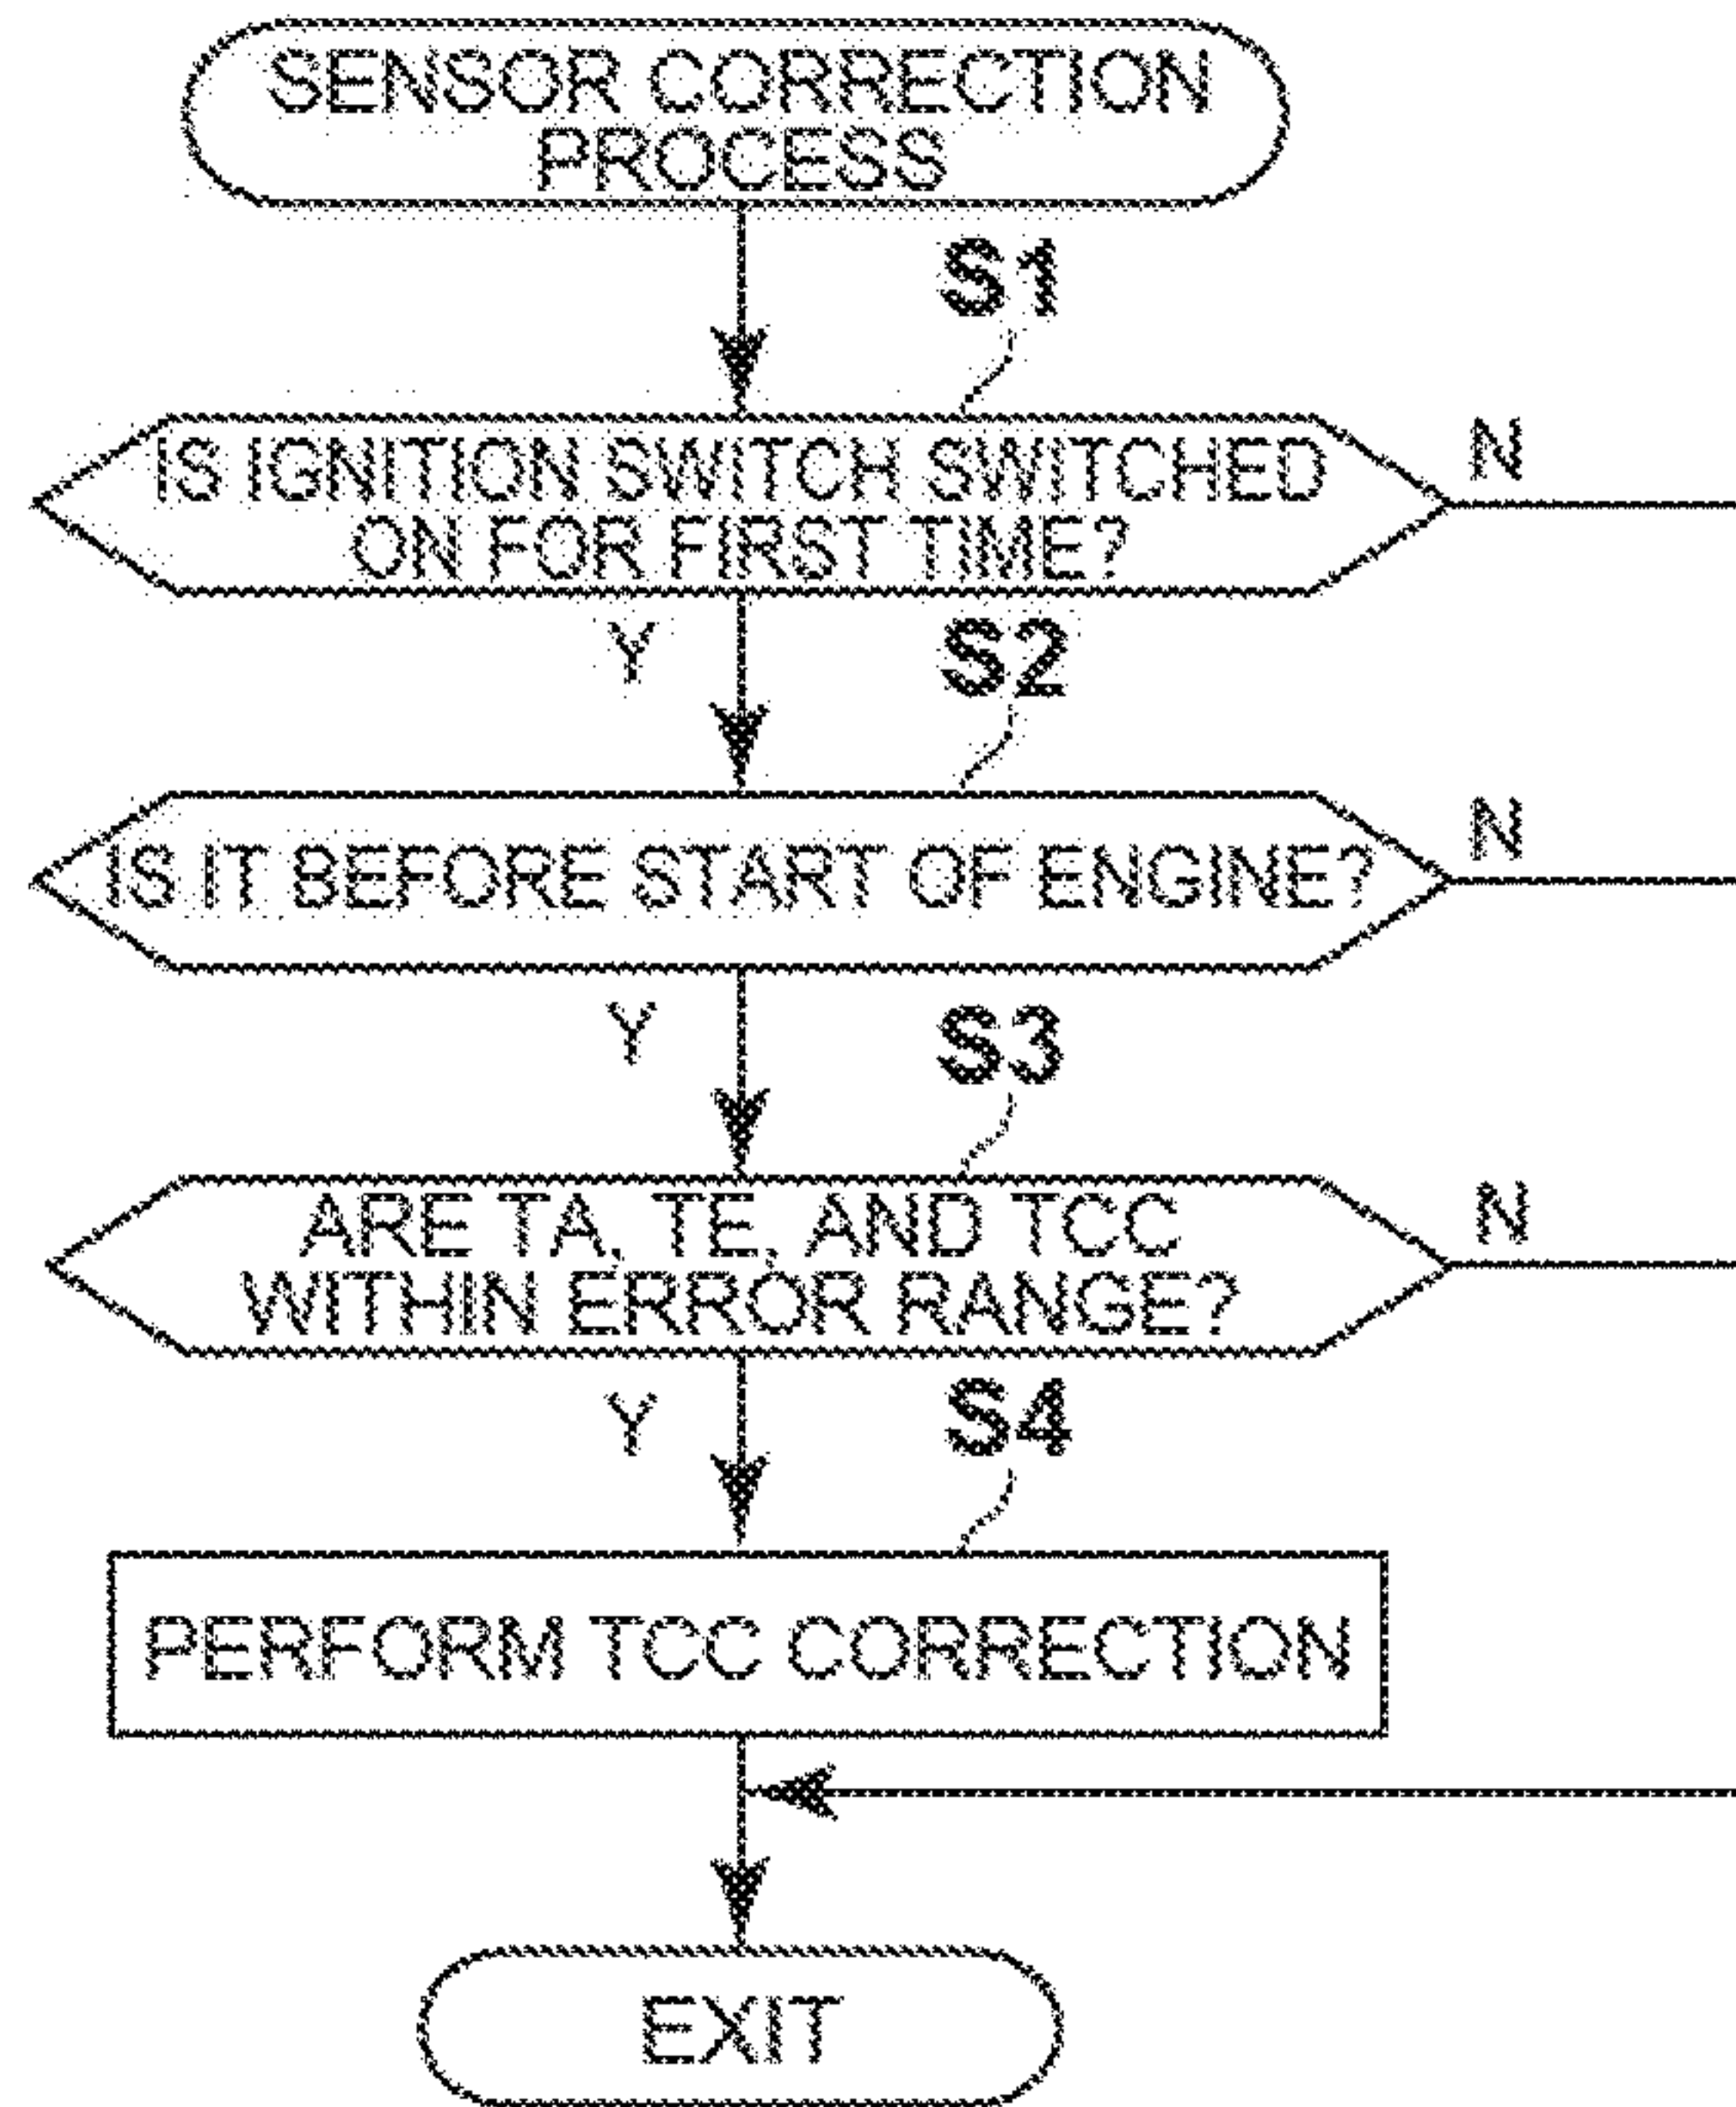 SENSOR CORRECTION
PROCESS
S1
IS IGNITION SWITCH SWITCHED
ON FOR FIRST TIME?
N
Y
S2
IS IT BEFORE START OF ENGINE?
N
Y
S3
ARE TA, TE, AND TCC
WITHIN ERROR RANGE?
N
Y
S4
PERFORM TCC CORRECTION
EXIT